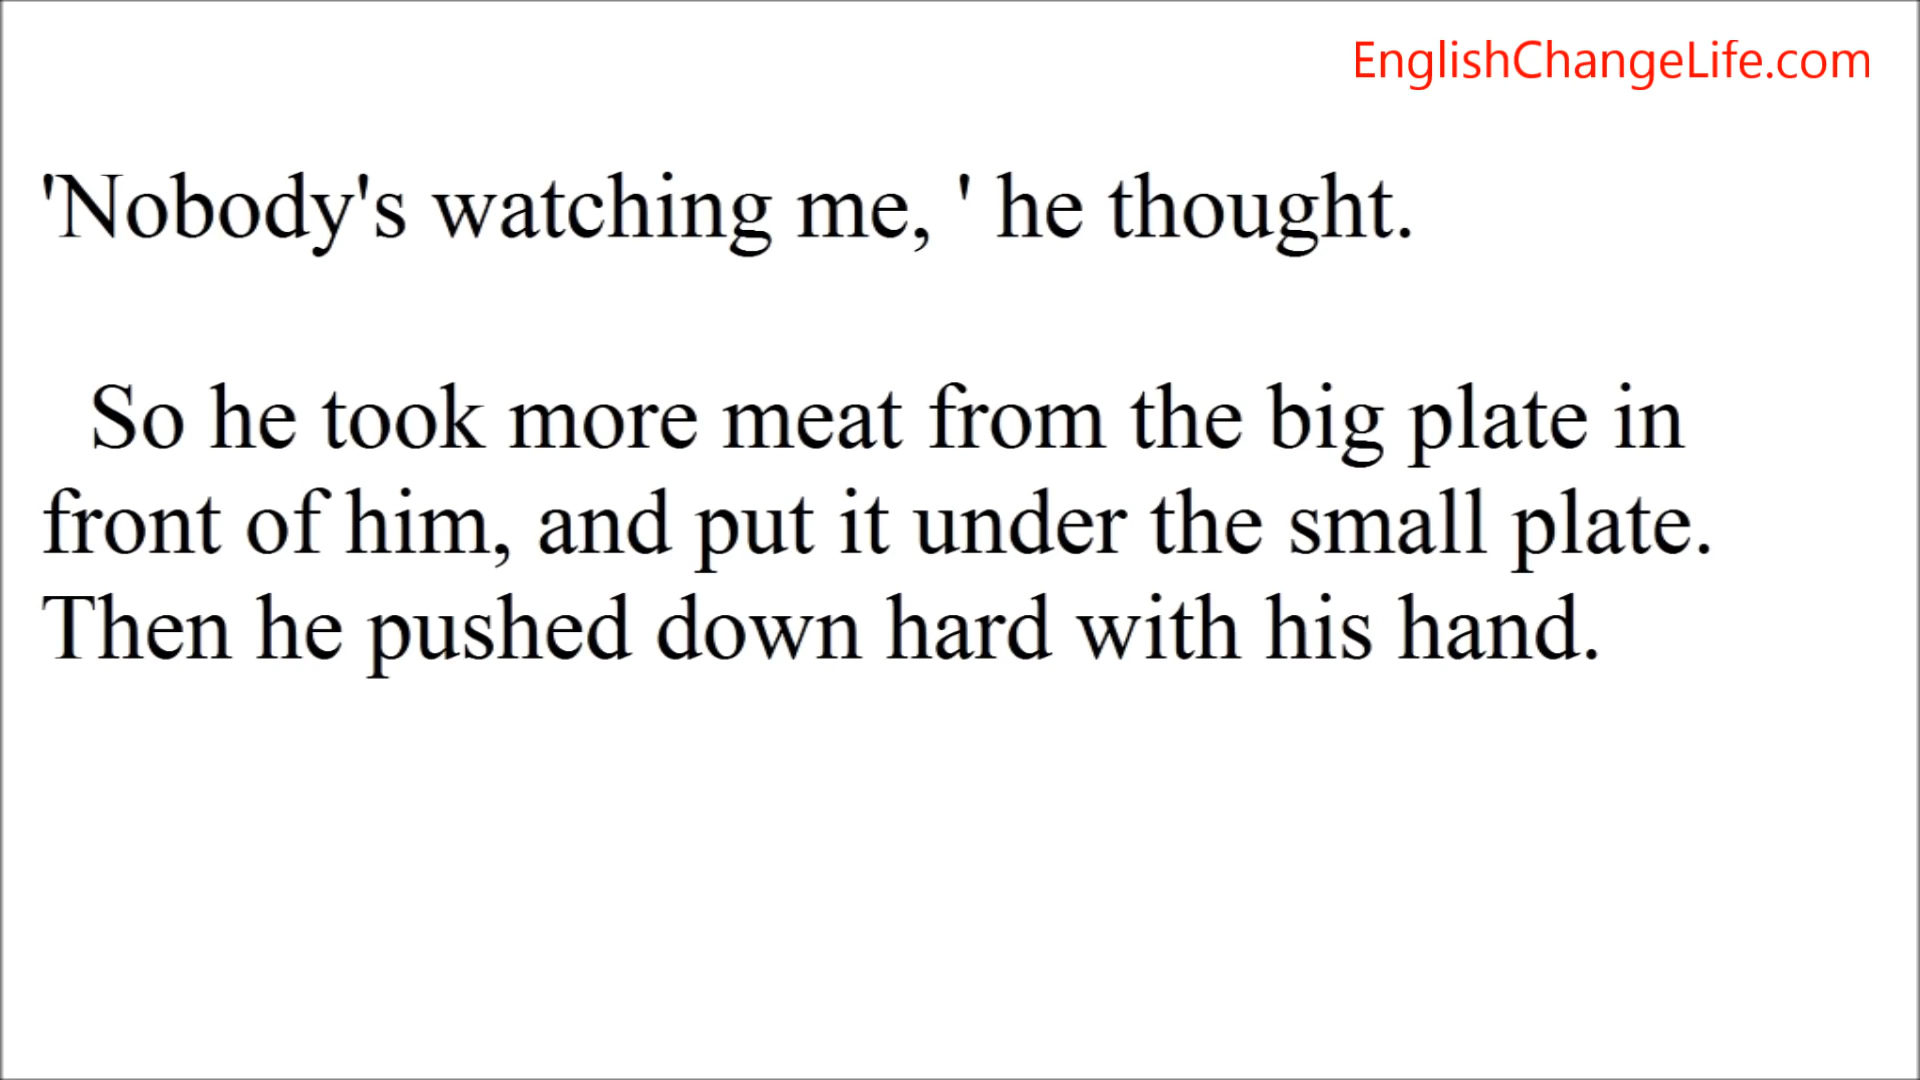 EnglishChangeLife.com
'Nobody's watching me, ' he thought.
So he took more meat from the big plate in
front of him, and put it under the small plate.
Then he pushed down hard with his hand.